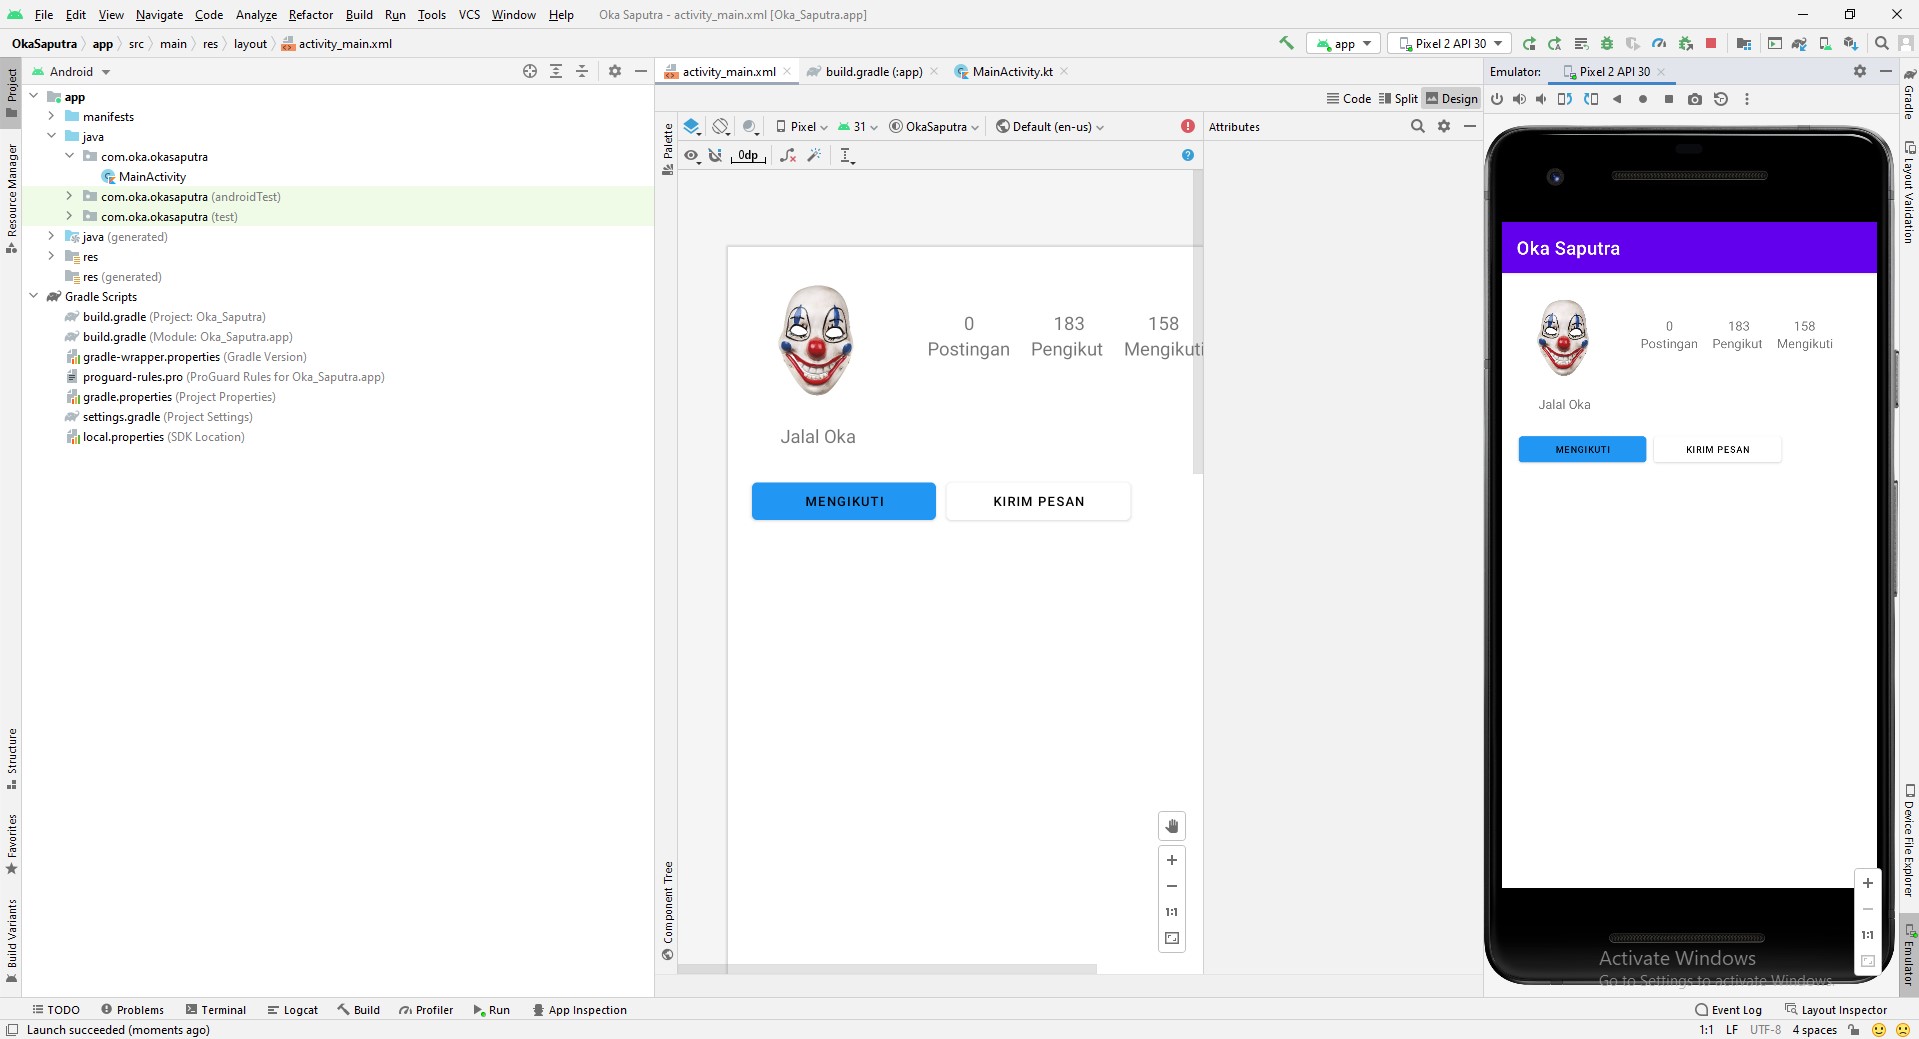 File Edit View Navigate Code Analyze Refactor Build Run Tools VCS Window Help Oka Saputra - activity_main.xml [Oka_Saputra.app]
OkaSaputra app src main res layout activity_main.xml app Pixel 2 API 30
Android
activity_main.xml build.gradle (:app) MainActivity.kt
Emulator: Pixel 2 API 30
Code Split Design
Pixel 31 OkaSaputra Default (en-us)
0dp
Attributes
Project
Resource Manager
Structure
Favorites
Build Variants
app
manifests
java
com.oka.okasaputra
MainActivity
com.oka.okasaputra (androidTest)
com.oka.okasaputra (test)
java (generated)
res
res (generated)
Gradle Scripts
build.gradle (Project: Oka_Saputra)
build.gradle (Module: Oka_Saputra.app)
gradle-wrapper.properties (Gradle Version)
proguard-rules.pro (ProGuard Rules for Oka_Saputra.app)
gradle.properties (Project Properties)
settings.gradle (Project Settings)
local.properties (SDK Location)
Palette
Component Tree
0 183 158
Postingan Pengikut Mengikuti
Jalal Oka
MENGIKUTI KIRIM PESAN
1:1
Oka Saputra
0 183 158
Postingan Pengikut Mengikuti
Jalal Oka
MENGIKUTI KIRIM PESAN
1:1
Activate Windows
Go to Settings to activate Windows.
Gradle
Layout Validation
Device File Explorer
Emulator
TODO Problems Terminal Logcat Build Profiler Run App Inspection Event Log Layout Inspector
Launch succeeded (moments ago) 1:1 LF UTF-8 4 spaces